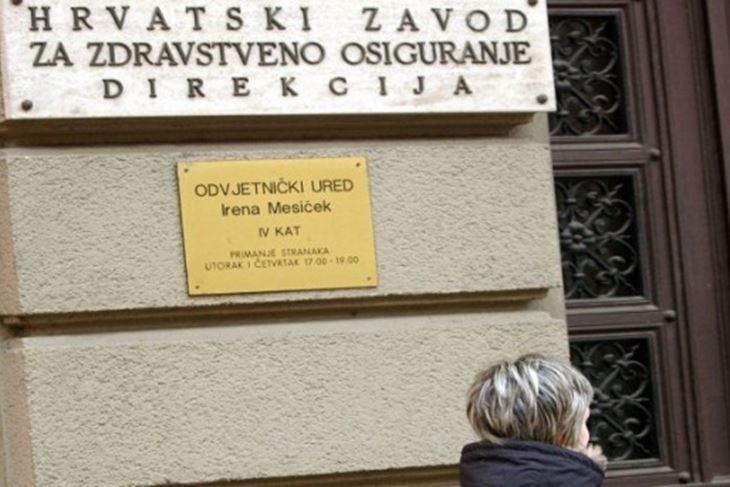 HRVATSKI ZAVOD
ZA ZDRAVSTVENO OSIGURANJE
DIREKCIJA
ODVJETNIČKI URED
Irena Mesiček
IV KAT
PRIMANJE STRANAKA
UTORAK I ČETVRTAK 17.00 - 19.00